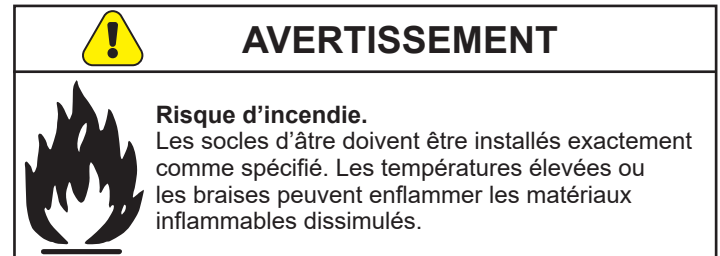 AVERTISSEMENT
Risque d’incendie.
Les socles d’âtre doivent être installés exactement
comme spécifié. Les températures élevées ou
les braises peuvent enflammer les matériaux
inflammables dissimulés.